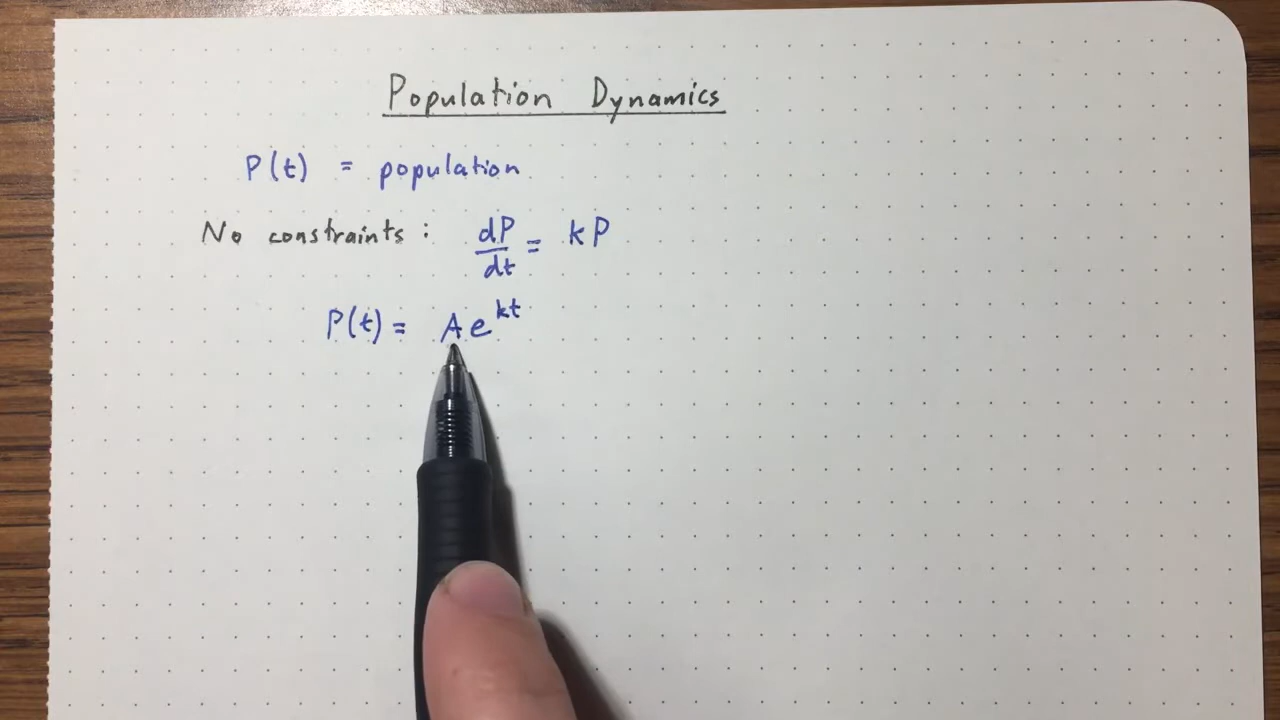 Population Dynamics
P(t) = population
No constraints: dP/dt = kP
P(t) = Ae^kt